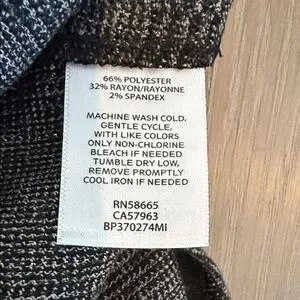 66% POLYESTER
32% RAYON/RAYONNE
2% SPANDEX
MACHINE WASH COLD,
GENTLE CYCLE,
WITH LIKE COLORS
ONLY NON-CHLORINE
BLEACH IF NEEDED
TUMBLE DRY LOW,
REMOVE PROMPTLY
COOL IRON IF NEEDED
RN58665
CA57963
BP370274MI